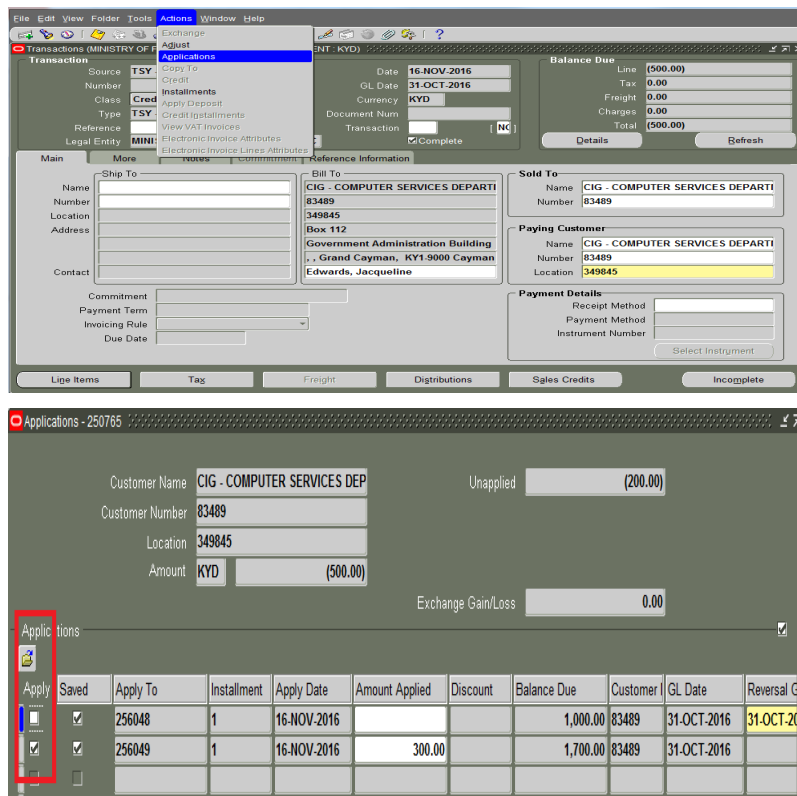 File Edit View Folder Tools Actions Window Help
Exchange
Adjust
Applications
Copy To
Credit
Installments
Apply Deposit
Credit Installments
View VAT Invoices
Electronic Invoice Attributes
Electronic Invoice Lines Attributes
Transactions (MINISTRY OF F ENT : KYD)
Transaction
Source TSY
Number
Class Cred
Type TSY
Reference
Legal Entity MINI
Date 16-NOV-2016
GL Date 31-OCT-2016
Currency KYD
Document Num
Transaction [ NC ]
Complete
Balance Due
Line (500.00)
Tax 0.00
Freight 0.00
Charges 0.00
Total (500.00)
Details Refresh
Main More Notes Commitment Reference Information
Ship To
Name
Number
Location
Address
Contact
Bill To
CIG - COMPUTER SERVICES DEPARTI
83489
349845
Box 112
Government Administration Building
, , Grand Cayman, KY1-9000 Cayman
Edwards, Jacqueline
Sold To
Name CIG - COMPUTER SERVICES DEPARTI
Number 83489
Paying Customer
Name CIG - COMPUTER SERVICES DEPARTI
Number 83489
Location 349845
Commitment
Payment Term
Invoicing Rule
Due Date
Payment Details
Receipt Method
Payment Method
Instrument Number
Select Instrument
Line Items Tax Freight Distributions Sales Credits Incomplete
Applications - 250765
Customer Name CIG - COMPUTER SERVICES DEP
Unapplied (200.00)
Customer Number 83489
Location 349845
Amount KYD (500.00)
Exchange Gain/Loss 0.00
Applications
Apply Saved Apply To Installment Apply Date Amount Applied Discount Balance Due Customer GL Date Reversal G
256048 1 16-NOV-2016 1,000.00 83489 31-OCT-2016 31-OCT-20
256049 1 16-NOV-2016 300.00 1,700.00 83489 31-OCT-2016